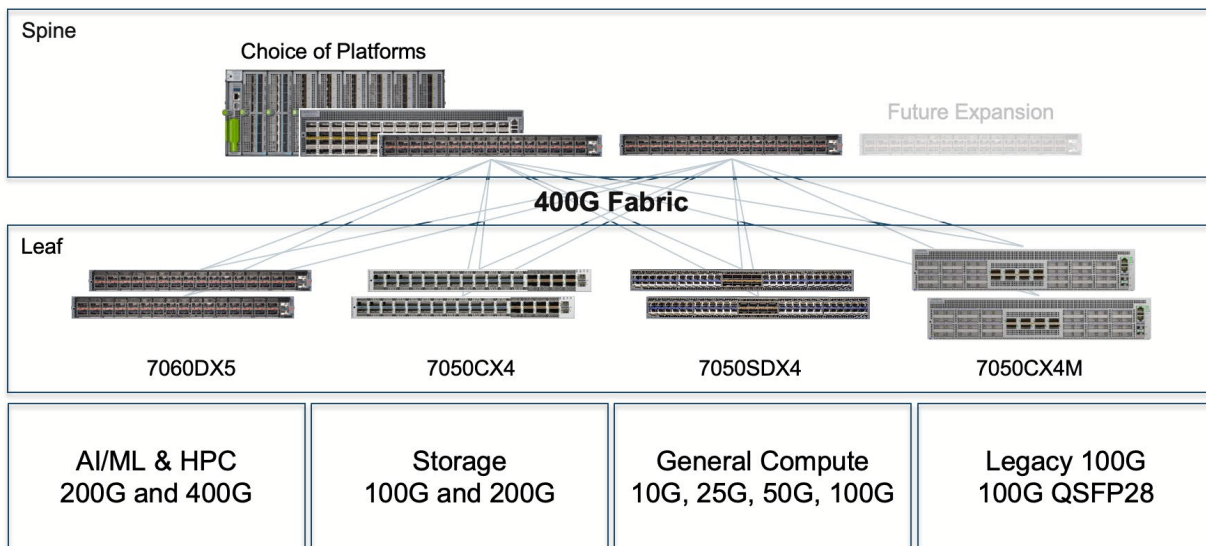 Spine
Choice of Platforms
Future Expansion
400G Fabric
Leaf
7060DX5
7050CX4
7050SDX4
7050CX4M
AI/ML & HPC
200G and 400G
Storage
100G and 200G
General Compute
10G, 25G, 50G, 100G
Legacy 100G
100G QSFP28